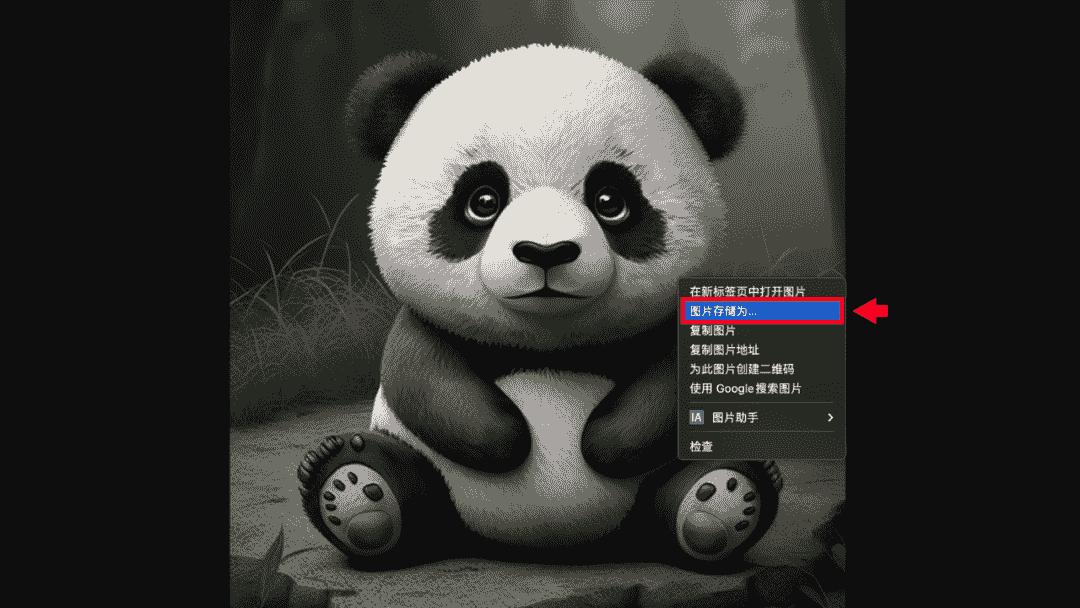 在新标签页中打开图片
图片存储为...
复制图片
复制图片地址
为此图片创建二维码
使用 Google 搜索图片
IA 图片助手
检查